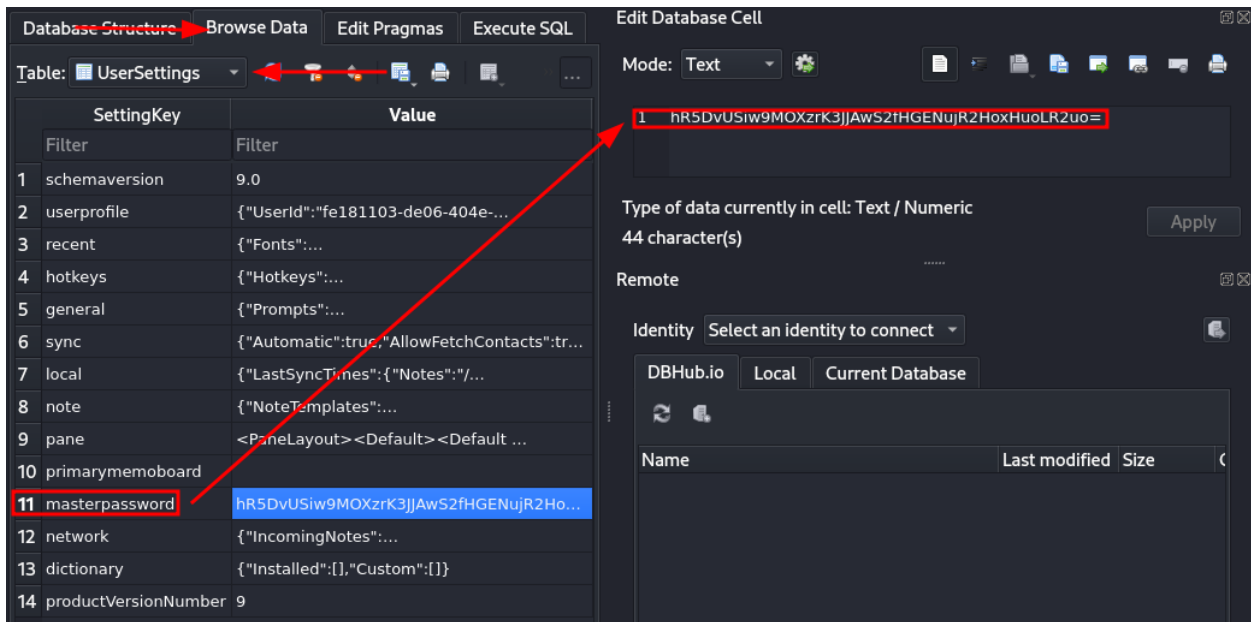 Database Structure Browse Data Edit Pragmas Execute SQL
Table: UserSettings
...
SettingKey Value
Filter Filter
1 schemaversion 9.0
2 userprofile {"UserId":"fe181103-de06-404e-...
3 recent {"Fonts":...
4 hotkeys {"Hotkeys":...
5 general {"Prompts":...
6 sync {"Automatic":true,"AllowFetchContacts":tr...
7 local {"LastSyncTimes":{"Notes":"/...
8 note {"NoteTemplates":...
9 pane <PaneLayout><Default><Default ...
10 primarymemoboard
11 masterpassword hR5DvUSiw9MOXzrK3JJAwS2fHGENujR2Ho...
12 network {"IncomingNotes":...
13 dictionary {"Installed":[],"Custom":[]}
14 productVersionNumber 9
Edit Database Cell
Mode: Text
1 hR5DvUSiw9MOXzrK3JJAwS2fHGENujR2HoxHuoLR2uo=
Type of data currently in cell: Text / Numeric
44 character(s)
Apply
Remote
Identity Select an identity to connect
DBHub.io Local Current Database
Name Last modified Size